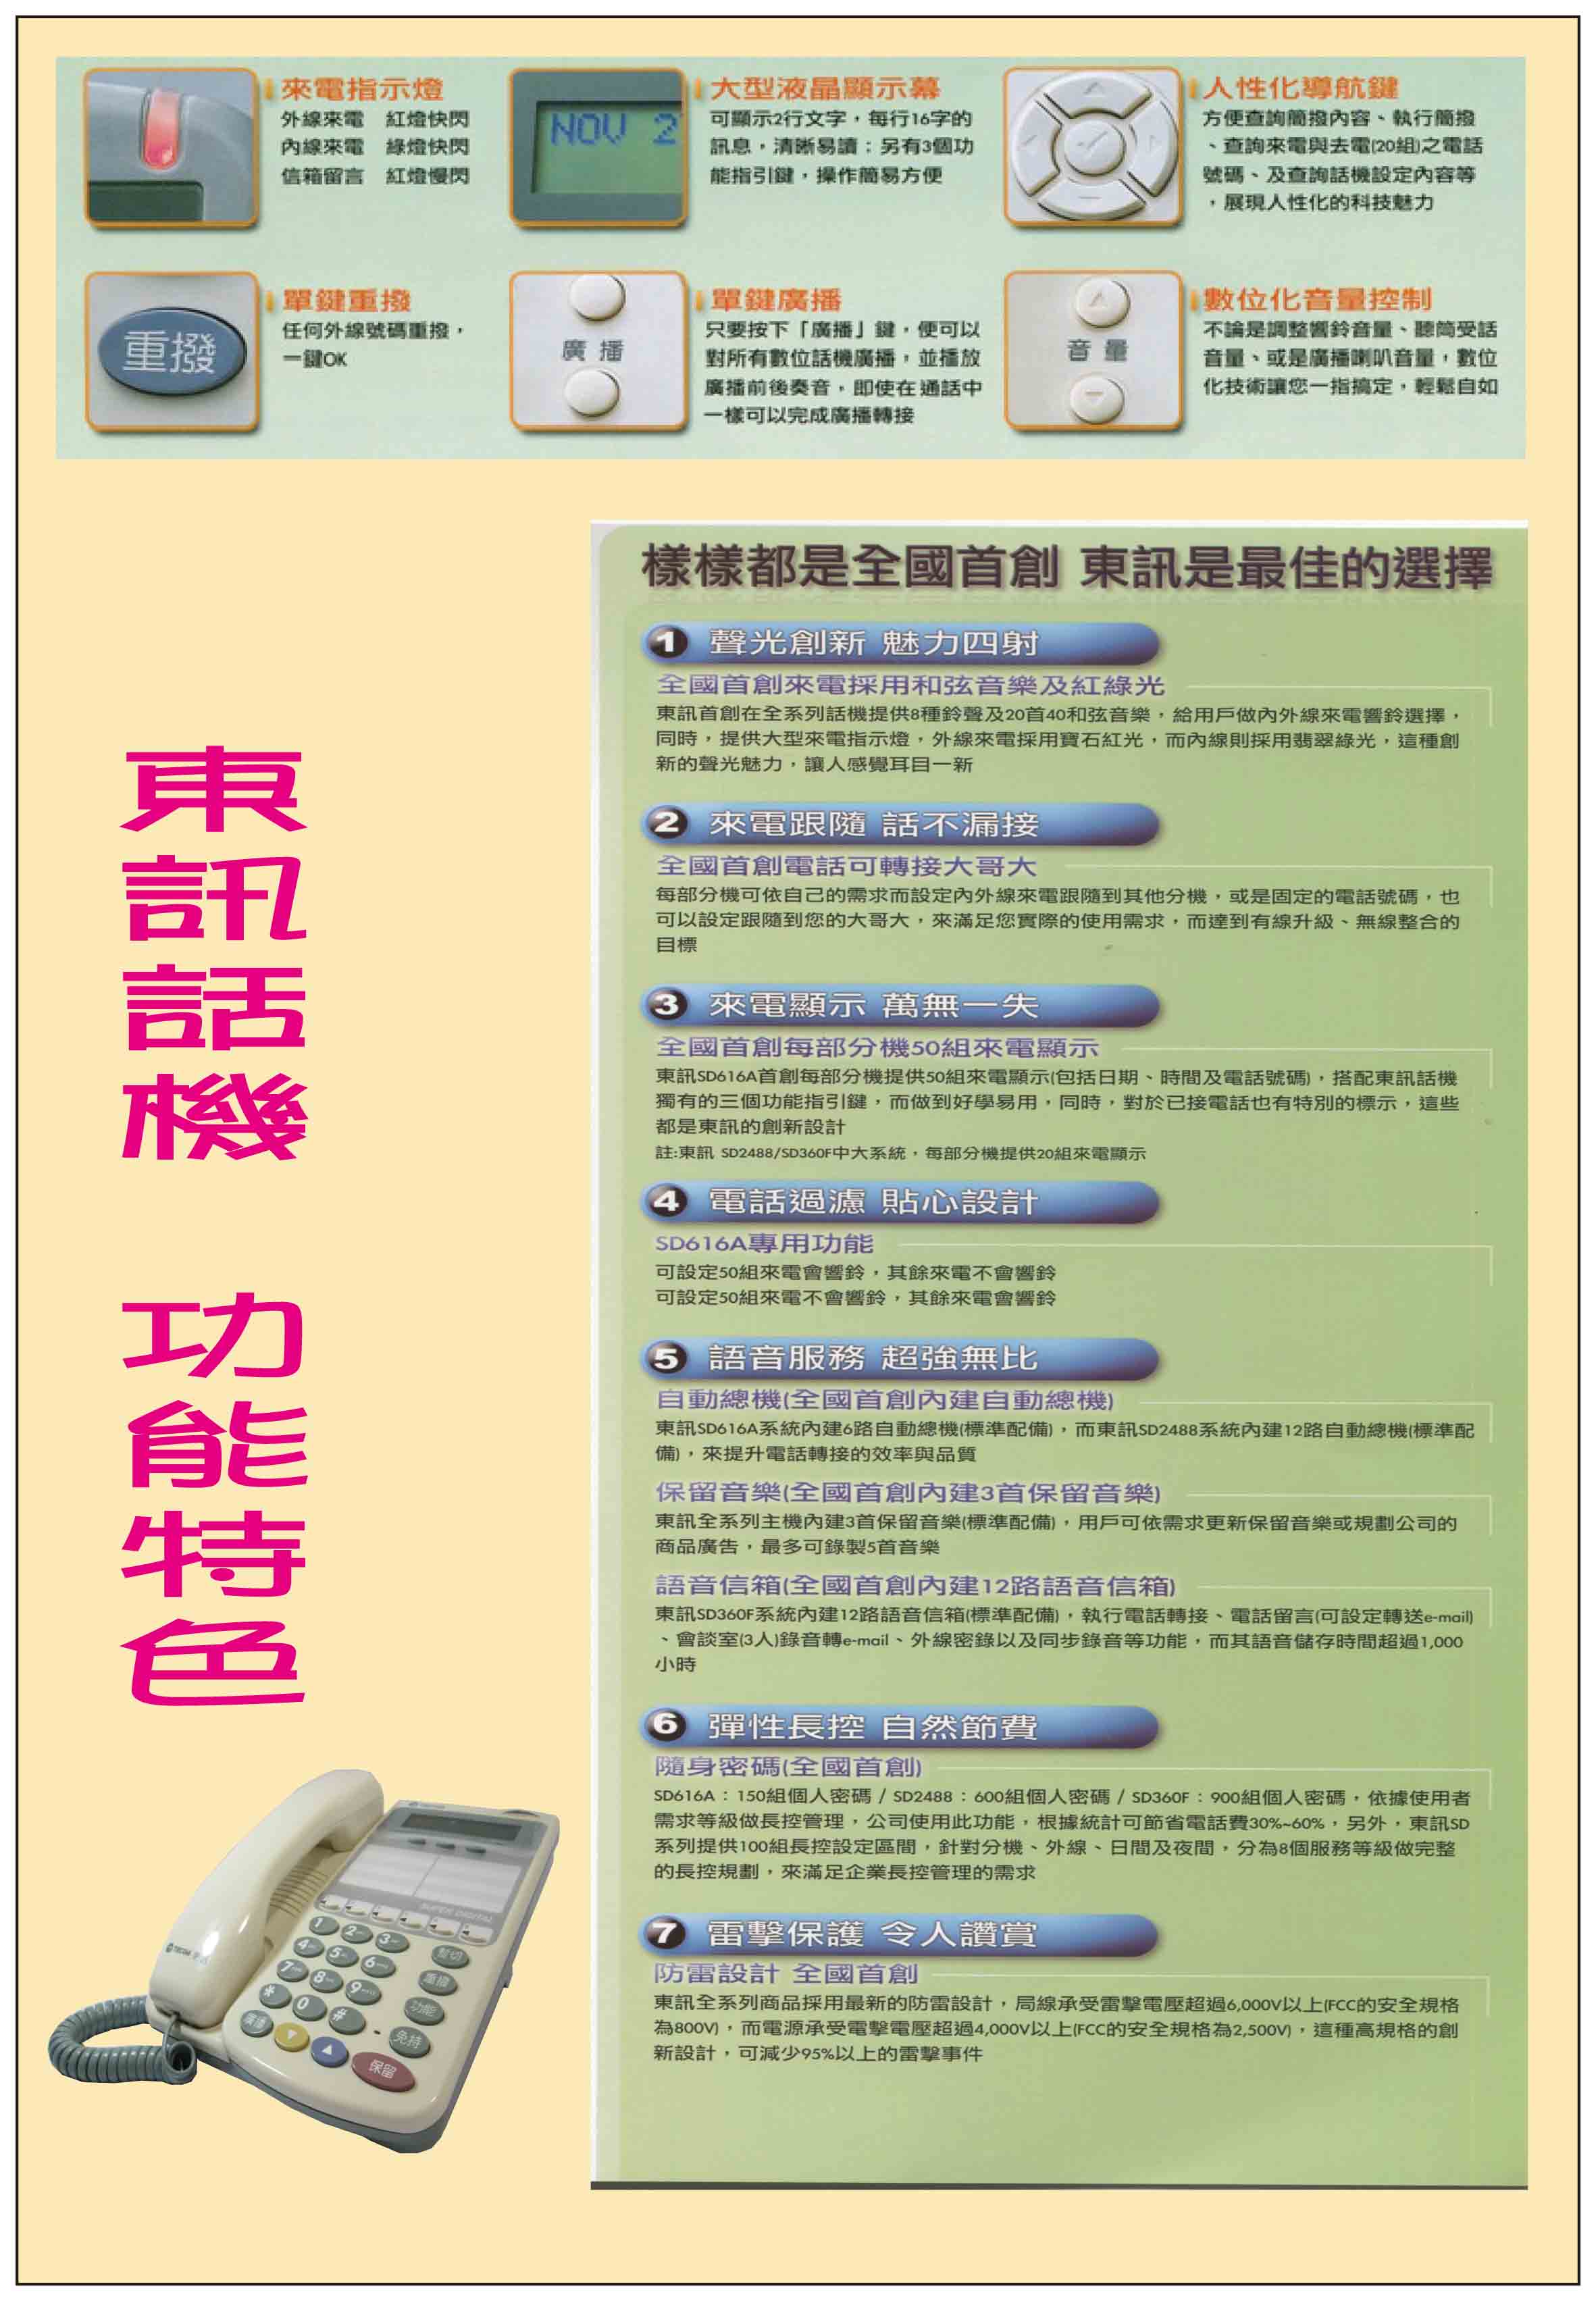 來電指示燈
外線來電 紅燈快閃
內線來電 綠燈快閃
信箱留言 紅燈慢閃
NOV 2
大型液晶顯示幕
可顯示2行文字，每行16字的
訊息，清晰易讀；另有3個功
能指引鍵，操作簡易方便
人性化導航鍵
方便查詢簡撥內容、執行簡撥
、查詢來電與去電(20組)之電話
號碼、及查詢話機設定內容等
，展現人性化的科技魅力
重撥
單鍵重撥
任何外線號碼重撥，
一鍵OK
廣播
單鍵廣播
只要按下「廣播」鍵，便可以
對所有數位話機廣播，並播放
廣播前後奏音，即使在通話中
一樣可以完成廣播轉接
音量
數位化音量控制
不論是調整響鈴音量、聽筒受話
音量、或是廣播喇叭音量，數位
化技術讓您一指搞定，輕鬆自如
東訊話機 功能特色
樣樣都是全國首創 東訊是最佳的選擇
1 聲光創新 魅力四射
全國首創來電採用和弦音樂及紅綠光
東訊首創在全系列話機提供8種鈴聲及20首40和弦音樂，給用戶做內外線來電響鈴選擇，
同時，提供大型來電指示燈，外線來電採用寶石紅光，而內線則採用翡翠綠光，這種創
新的聲光魅力，讓人感覺耳目一新
2 來電跟隨 話不漏接
全國首創電話可轉接大哥大
每部分機可依自己的需求而設定內外線來電跟隨到其他分機，或是固定的電話號碼，也
可以設定跟隨到您的大哥大，來滿足您實際的使用需求，而達到有線升級、無線整合的
目標
3 來電顯示 萬無一失
全國首創每部分機50組來電顯示
東訊SD616A首創每部分機提供50組來電顯示(包括日期、時間及電話號碼)，搭配東訊話機
獨有的三個功能指引鍵，而做到好學易用，同時，對於已接電話也有特別的標示，這些
都是東訊的創新設計
註:東訊 SD2488/SD360F中大系統，每部分機提供20組來電顯示
4 電話過濾 貼心設計
SD616A專用功能
可設定50組來電會響鈴，其餘來電不會響鈴
可設定50組來電不會響鈴，其餘來電會響鈴
5 語音服務 超強無比
自動總機(全國首創內建自動總機)
東訊SD616A系統內建6路自動總機(標準配備)，而東訊SD2488系統內建12路自動總機(標準配
備)，來提升電話轉接的效率與品質
保留音樂(全國首創內建3首保留音樂)
東訊全系列主機內建3首保留音樂(標準配備)，用戶可依需求更新保留音樂或規劃公司的
商品廣告，最多可錄製5首音樂
語音信箱(全國首創內建12路語音信箱)
東訊SD360F系統內建12路語音信箱(標準配備)，執行電話轉接、電話留言(可設定轉送e-mail)
、會談室(3人)錄音轉e-mail、外線密錄以及同步錄音等功能，而其語音儲存時間超過1,000
小時
6 彈性長控 自然節費
隨身密碼(全國首創)
SD616A：150組個人密碼 / SD2488：600組個人密碼 / SD360F：900組個人密碼，依據使用者
需求等級做長控管理，公司使用此功能，根據統計可節省電話費30%~60%，另外，東訊SD
系列提供100組長控設定區間，針對分機、外線、日間及夜間，分為8個服務等級做完整
的長控規劃，來滿足企業長控管理的需求
7 雷擊保護 令人讚賞
防雷設計 全國首創
東訊全系列商品採用最新的防雷設計，局線承受雷擊電壓超過6,000V以上(FCC的安全規格
為800V)，而電源承受電擊電壓超過4,000V以上(FCC的安全規格為2,500V)，這種高規格的創
新設計，可減少95%以上的雷擊事件
SUPER DIGITAL
TECOM
1 2 3
4 5 6
7 8 9
* 0 #
暫切
重撥
功能
免持
保留